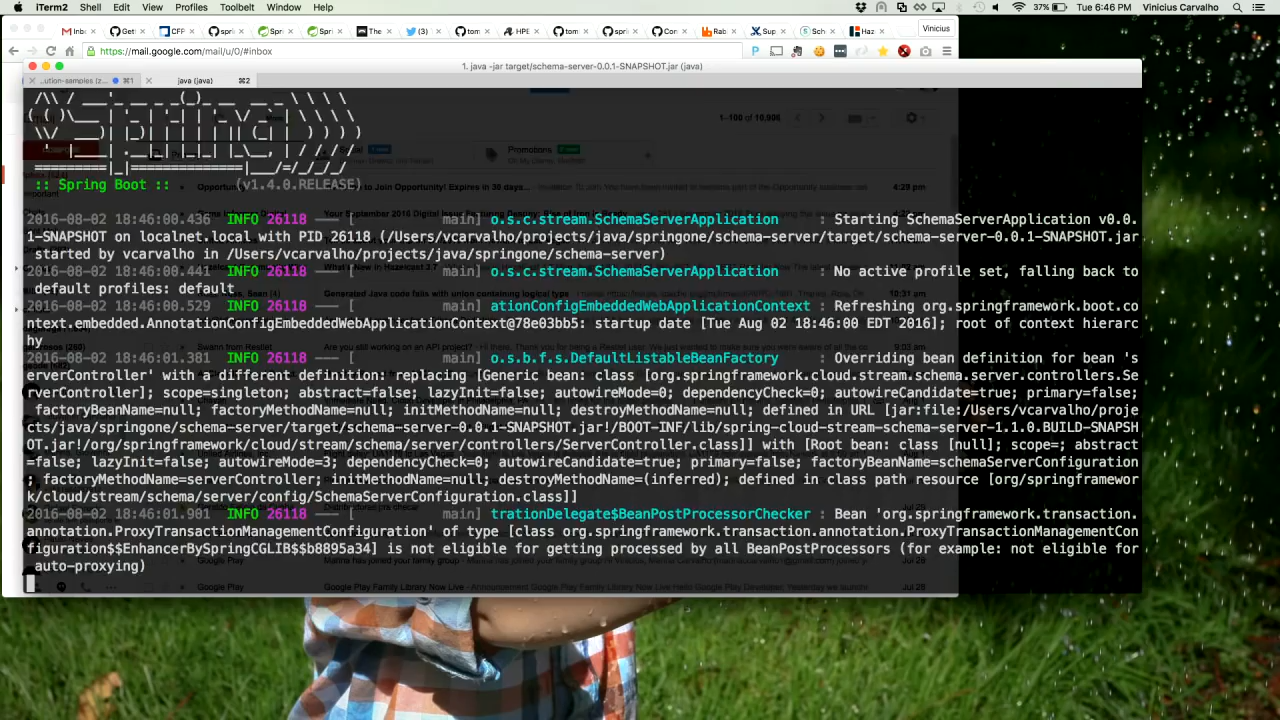 iTerm2 Shell Edit View Profiles Toolbelt Window Help 37% Tue 6:46 PM Vinicius Carvalho
Vinicius
https://mail.google.com/mail/u/0/#inbox
1. java -jar target/schema-server-0.0.1-SNAPSHOT.jar (java)
...ution-samples (z... ⌘1 java (java) ⌘2
:: Spring Boot :: (v1.4.0.RELEASE)
2016-08-02 18:46:00.436 INFO 26118 --- [ main] o.s.c.stream.SchemaServerApplication : Starting SchemaServerApplication v0.0.
1-SNAPSHOT on localnet.local with PID 26118 (/Users/vcarvalho/projects/java/springone/schema-server/target/schema-server-0.0.1-SNAPSHOT.jar
started by vcarvalho in /Users/vcarvalho/projects/java/springone/schema-server)
2016-08-02 18:46:00.441 INFO 26118 --- [ main] o.s.c.stream.SchemaServerApplication : No active profile set, falling back to
default profiles: default
2016-08-02 18:46:00.529 INFO 26118 --- [ main] ationConfigEmbeddedWebApplicationContext : Refreshing org.springframework.boot.co
ntext.embedded.AnnotationConfigEmbeddedWebApplicationContext@78e03bb5: startup date [Tue Aug 02 18:46:00 EDT 2016]; root of context hierarc
hy
2016-08-02 18:46:01.381 INFO 26118 --- [ main] o.s.b.f.s.DefaultListableBeanFactory : Overriding bean definition for bean 's
erverController' with a different definition: replacing [Generic bean: class [org.springframework.cloud.stream.schema.server.controllers.Se
rverController]; scope=singleton; abstract=false; lazyInit=false; autowireMode=0; dependencyCheck=0; autowireCandidate=true; primary=false;
factoryBeanName=null; factoryMethodName=null; initMethodName=null; destroyMethodName=null; defined in URL [jar:file:/Users/vcarvalho/proje
cts/java/springone/schema-server/target/schema-server-0.0.1-SNAPSHOT.jar!/BOOT-INF/lib/spring-cloud-stream-schema-server-1.1.0.BUILD-SNAPSH
OT.jar!/org/springframework/cloud/stream/schema/server/controllers/ServerController.class]] with [Root bean: class [null]; scope=; abstract
=false; lazyInit=false; autowireMode=3; dependencyCheck=0; autowireCandidate=true; primary=false; factoryBeanName=schemaServerConfiguration
; factoryMethodName=serverController; initMethodName=null; destroyMethodName=(inferred); defined in class path resource [org/springframewor
k/cloud/stream/schema/server/config/SchemaServerConfiguration.class]]
2016-08-02 18:46:01.901 INFO 26118 --- [ main] trationDelegate$BeanPostProcessorChecker : Bean 'org.springframework.transaction.
annotation.ProxyTransactionManagementConfiguration' of type [class org.springframework.transaction.annotation.ProxyTransactionManagementCon
figuration$$EnhancerBySpringCGLIB$$b8895a34] is not eligible for getting processed by all BeanPostProcessors (for example: not eligible for
auto-proxying)